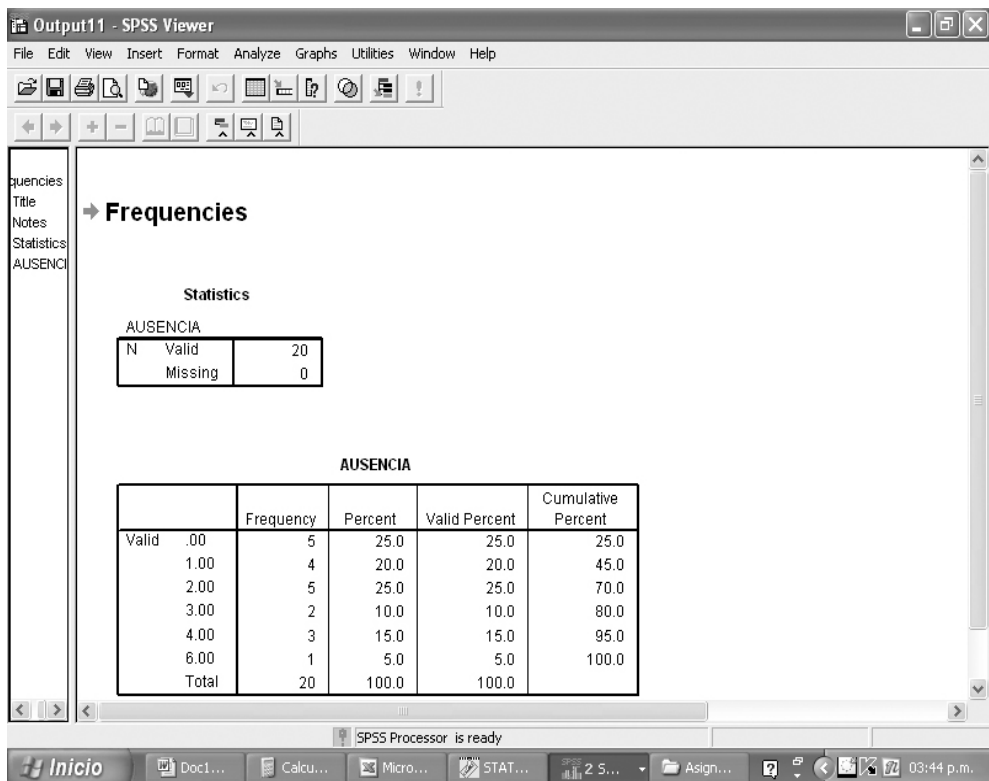 Output11 - SPSS Viewer
File Edit View Insert Format Analyze Graphs Utilities Window Help
quencies
Title
Notes
Statistics
AUSENCI
Frequencies
Statistics
AUSENCIA
N Valid 20
Missing 0
AUSENCIA
Frequency Percent Valid Percent Cumulative Percent
Valid .00 5 25.0 25.0 25.0
1.00 4 20.0 20.0 45.0
2.00 5 25.0 25.0 70.0
3.00 2 10.0 10.0 80.0
4.00 3 15.0 15.0 95.0
6.00 1 5.0 5.0 100.0
Total 20 100.0 100.0
SPSS Processor is ready
Inicio Doc1... Calcu... Micro... STAT... 2 S... Asign... 03:44 p.m.